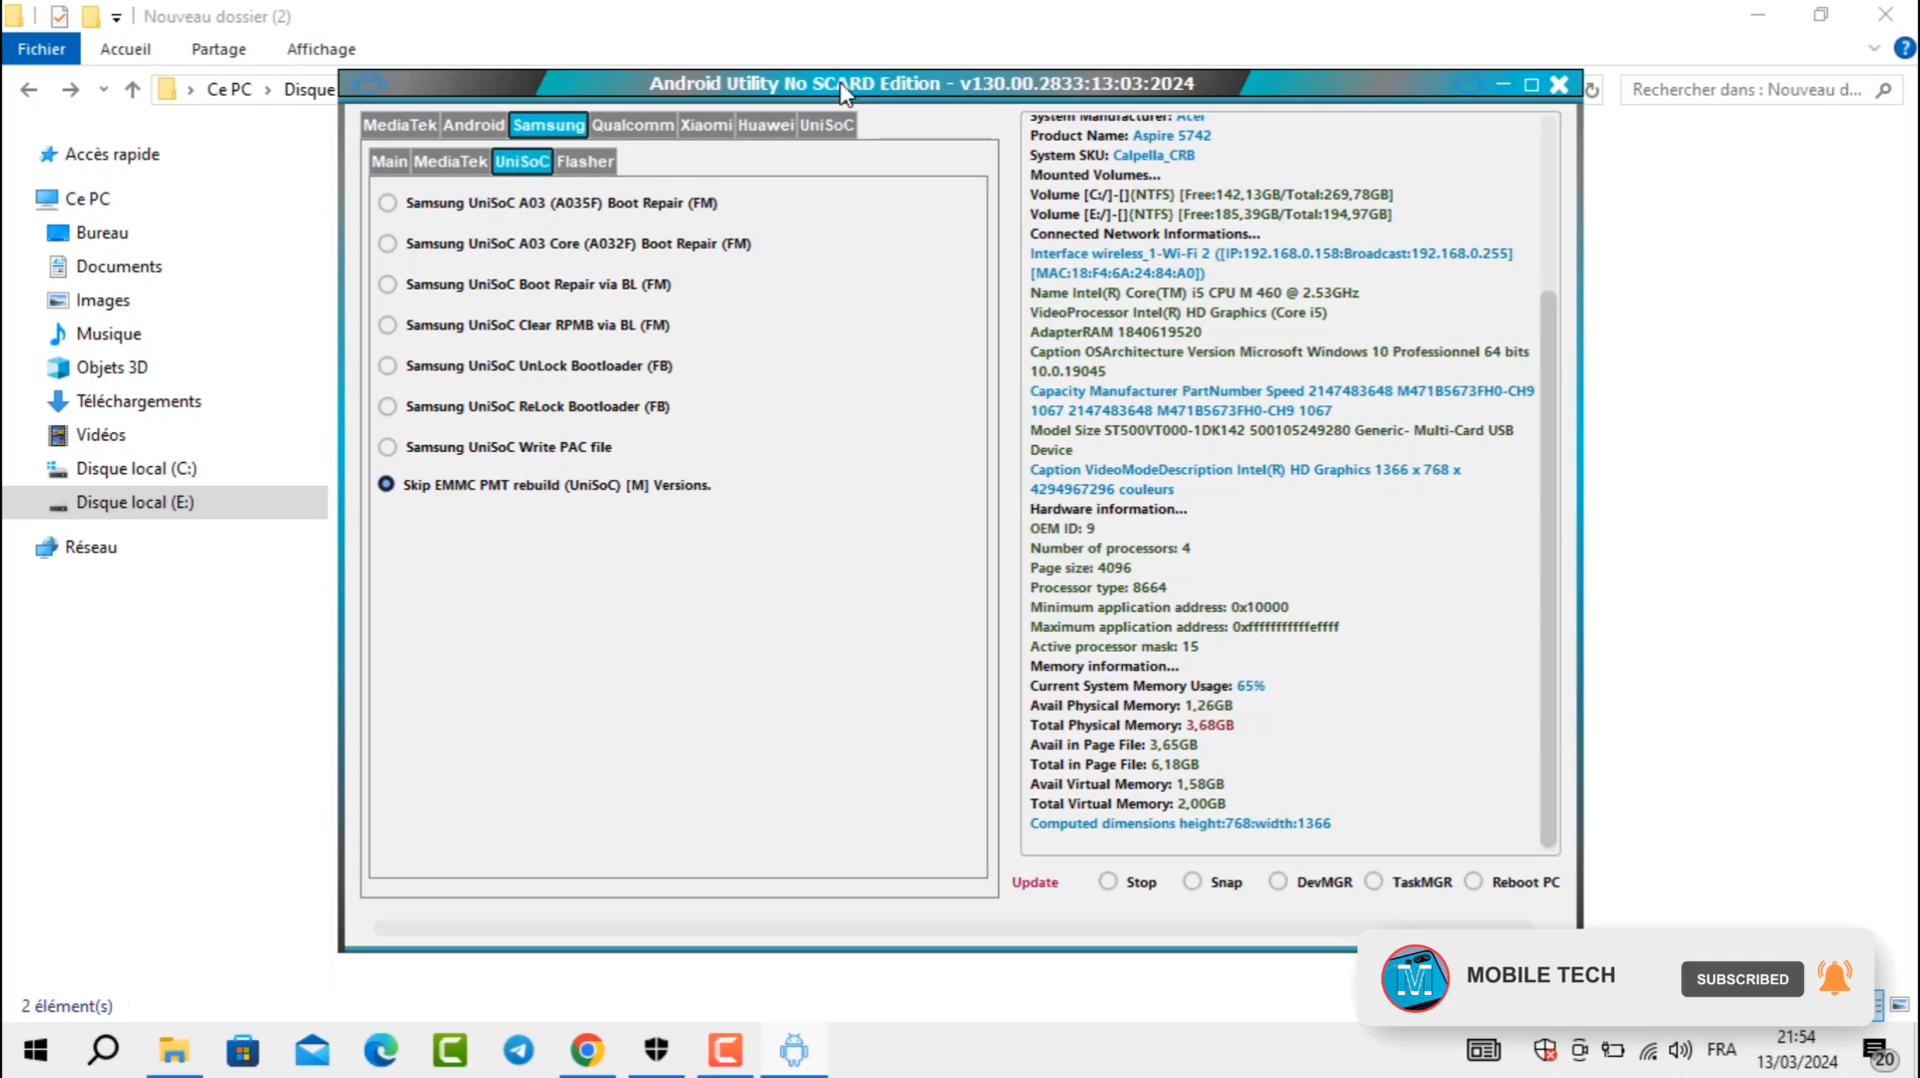 Nouveau dossier (2)
Fichier Accueil Partage Affichage
Ce PC Disque
Rechercher dans : Nouveau d...
Accès rapide
Ce PC
Bureau
Documents
Images
Musique
Objets 3D
Téléchargements
Vidéos
Disque local (C:)
Disque local (E:)
Réseau
2 élément(s)
Android Utility No SCARD Edition - v130.00.2833:13:03:2024
MediaTek Android Samsung Qualcomm Xiaomi Huawei UniSoC
Main MediaTek UniSoC Flasher
Samsung UniSoC A03 (A035F) Boot Repair (FM)
Samsung UniSoC A03 Core (A032F) Boot Repair (FM)
Samsung UniSoC Boot Repair via BL (FM)
Samsung UniSoC Clear RPMB via BL (FM)
Samsung UniSoC UnLock Bootloader (FB)
Samsung UniSoC ReLock Bootloader (FB)
Samsung UniSoC Write PAC file
Skip EMMC PMT rebuild (UniSoC) [M] Versions.
System Manufacturer: Acer
Product Name: Aspire 5742
System SKU: Calpella_CRB
Mounted Volumes...
Volume [C:/]-[]{NTFS} [Free:142,13GB/Total:269,78GB]
Volume [E:/]-[]{NTFS} [Free:185,39GB/Total:194,97GB]
Connected Network Informations...
Interface wireless_1-Wi-Fi 2 ([IP:192.168.0.158:Broadcast:192.168.0.255]
[MAC:18:F4:6A:24:84:A0])
Name Intel(R) Core(TM) i5 CPU M 460 @ 2.53GHz
VideoProcessor Intel(R) HD Graphics (Core i5)
AdapterRAM 1840619520
Caption OSArchitecture Version Microsoft Windows 10 Professionnel 64 bits
10.0.19045
Capacity Manufacturer PartNumber Speed 2147483648 M471B5673FH0-CH9
1067 2147483648 M471B5673FH0-CH9 1067
Model Size ST500VT000-1DK142 500105249280 Generic- Multi-Card USB
Device
Caption VideoModeDescription Intel(R) HD Graphics 1366 x 768 x
4294967296 couleurs
Hardware information...
OEM ID: 9
Number of processors: 4
Page size: 4096
Processor type: 8664
Minimum application address: 0x10000
Maximum application address: 0xfffffffffffeffff
Active processor mask: 15
Memory information...
Current System Memory Usage: 65%
Avail Physical Memory: 1,26GB
Total Physical Memory: 3,68GB
Avail in Page File: 3,65GB
Total in Page File: 6,18GB
Avail Virtual Memory: 1,58GB
Total Virtual Memory: 2,00GB
Computed dimensions height:768:width:1366
Update Stop Snap DevMGR TaskMGR Reboot PC
M MOBILE TECH SUBSCRIBED
FRA
21:54
13/03/2024
20